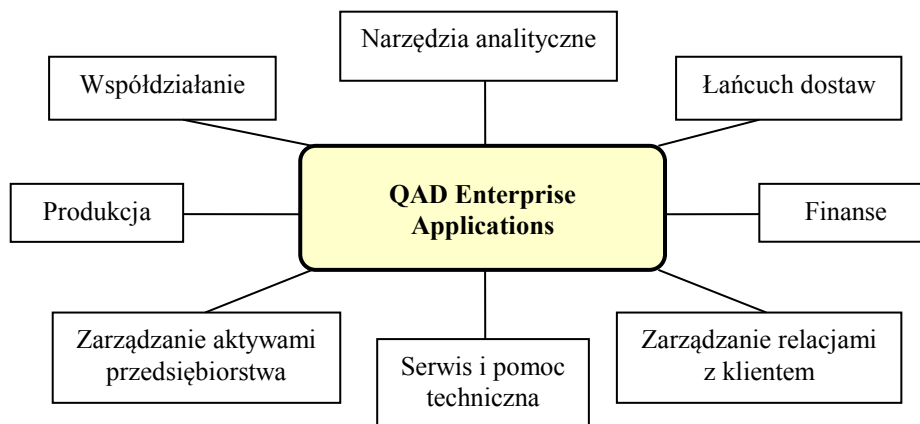 Narzędzia analityczne
Współdziałanie
Łańcuch dostaw
QAD Enterprise
Applications
Produkcja
Finanse
Zarządzanie aktywami
przedsiębiorstwa
Serwis i pomoc
techniczna
Zarządzanie relacjami
z klientem